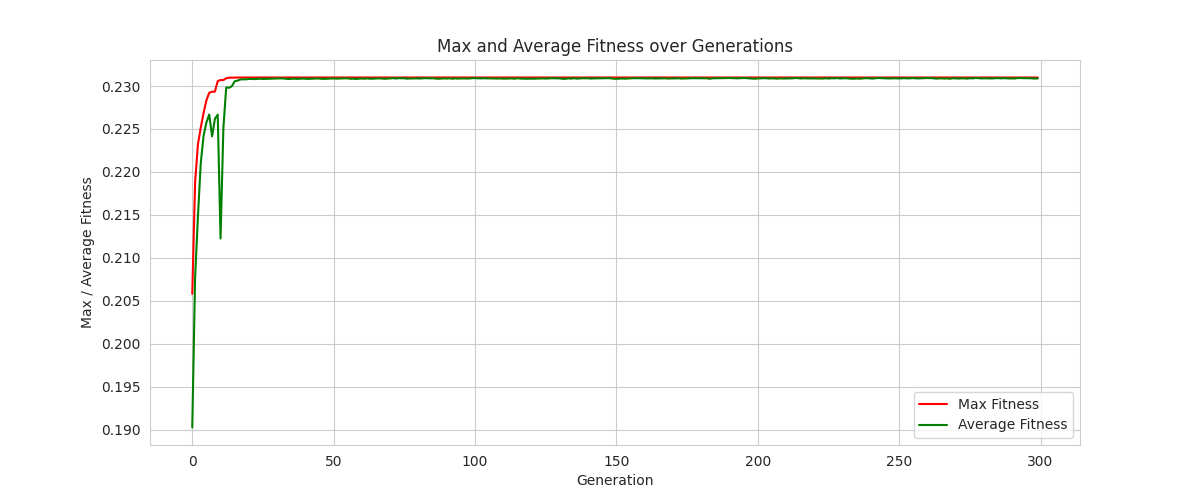 Max and Average Fitness over Generations
Max / Average Fitness
0.230
0.225
0.220
0.215
0.210
0.205
0.200
0.195
0.190
0 50 100 150 200 250 300
Generation
Max Fitness
Average Fitness